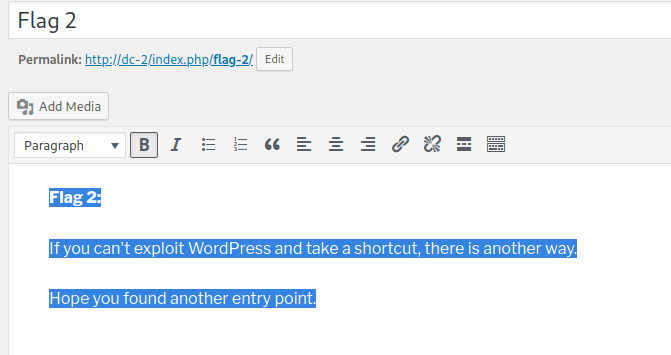 Flag 2
Permalink: http://dc-2/index.php/flag-2/ Edit
Add Media
Paragraph B I
Flag 2:
If you can't exploit WordPress and take a shortcut, there is another way.
Hope you found another entry point.